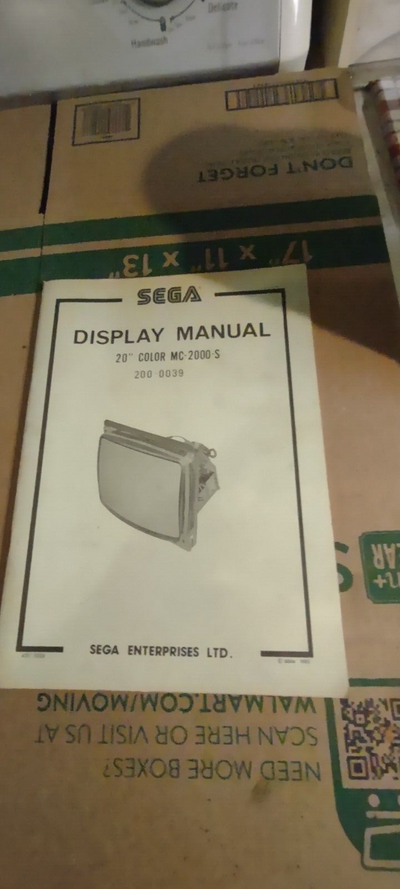 Delicate
Handwash
DON'T FORGET
17" x 11" x 13"
SEGA
DISPLAY MANUAL
20" COLOR MC-2000-S
200-0039
SEGA ENTERPRISES LTD.
WALMART.COM/MOVING
SCAN HERE OR VISIT US AT
NEED MORE BOXES?